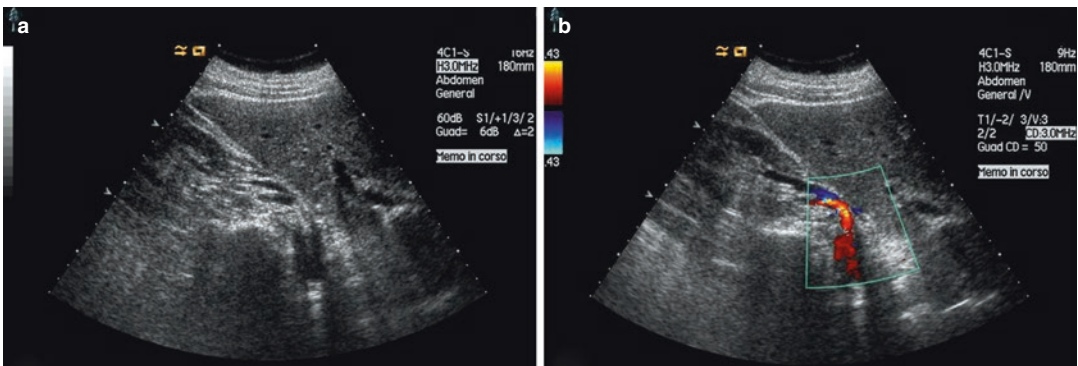 a
4C1-S 16Hz
H3.0MHz 180mm
Abdomen
General
60dB S1/+1/3/ 2
Guad= 6dB Δ=2
Memo in corso
b
.43
.43
4C1-S 9Hz
H3.0MHz 180mm
Abdomen
General /V
T1/-2/ 3/V:3
2/2 CD:3.0MHz
Guad CD = 50
Memo in corso